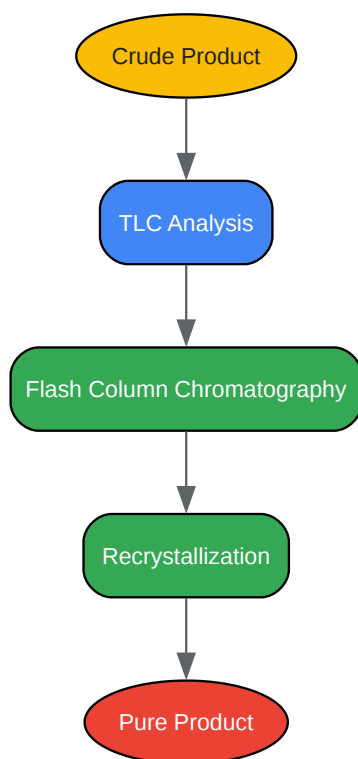 Crude Product
TLC Analysis
Flash Column Chromatography
Recrystallization
Pure Product